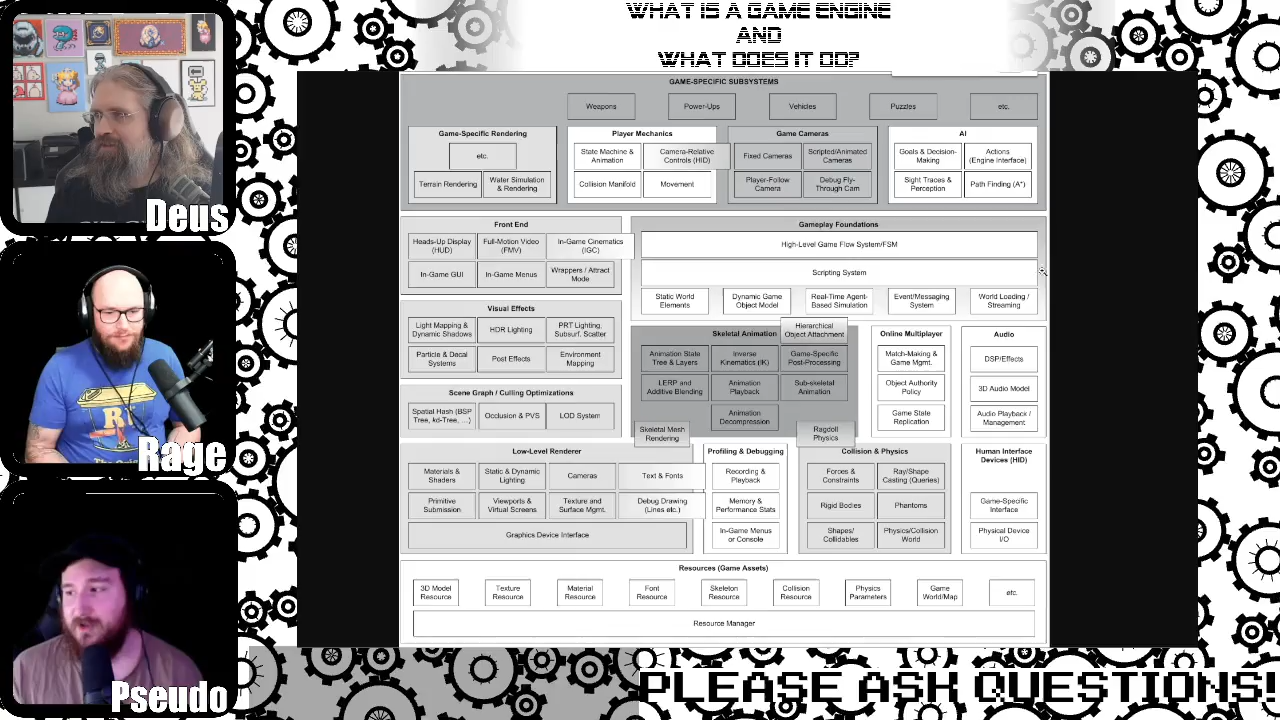 WHAT IS A GAME ENGINE
AND
WHAT DOES IT DO?
Deus
Rage
Pseudo
GAME-SPECIFIC SUBSYSTEMS
Weapons
Power-Ups
Vehicles
Puzzles
etc.
Game-Specific Rendering
etc.
Terrain Rendering
Water Simulation
& Rendering
Player Mechanics
State Machine &
Animation
Camera-Relative
Controls (HID)
Collision Manifold
Movement
Game Cameras
Fixed Cameras
Scripted/Animated
Cameras
Player-Follow
Camera
Debug Fly-
Through Cam
AI
Goals & Decision-
Making
Actions
(Engine Interface)
Sight Traces &
Perception
Path Finding (A*)
Front End
Heads-Up Display
(HUD)
Full-Motion Video
(FMV)
In-Game Cinematics
(IGC)
In-Game GUI
In-Game Menus
Wrappers / Attract
Mode
Gameplay Foundations
High-Level Game Flow System/FSM
Scripting System
Static World
Elements
Dynamic Game
Object Model
Real-Time Agent-
Based Simulation
Event/Messaging
System
World Loading /
Streaming
Visual Effects
Light Mapping &
Dynamic Shadows
HDR Lighting
PRT Lighting,
Subsurf. Scatter
Particle & Decal
Systems
Post Effects
Environment
Mapping
Skeletal Animation
Hierarchical
Object Attachment
Animation State
Tree & Layers
Inverse
Kinematics (IK)
Game-Specific
Post-Processing
LERP and
Additive Blending
Animation
Playback
Sub-skeletal
Animation
Animation
Decompression
Skeletal Mesh
Rendering
Ragdoll
Physics
Online Multiplayer
Match-Making &
Game Mgmt.
Object Authority
Policy
Game State
Replication
Audio
DSP/Effects
3D Audio Model
Audio Playback /
Management
Scene Graph / Culling Optimizations
Spatial Hash (BSP
Tree, kd-Tree, ...)
Occlusion & PVS
LOD System
Low-Level Renderer
Materials &
Shaders
Static & Dynamic
Lighting
Cameras
Text & Fonts
Primitive
Submission
Viewports &
Virtual Screens
Texture and
Surface Mgmt.
Debug Drawing
(Lines etc.)
Graphics Device Interface
Profiling & Debugging
Recording &
Playback
Memory &
Performance Stats
In-Game Menus
or Console
Collision & Physics
Forces &
Constraints
Ray/Shape
Casting (Queries)
Rigid Bodies
Phantoms
Shapes/
Collidables
Physics/Collision
World
Human Interface
Devices (HID)
Game-Specific
Interface
Physical Device
I/O
Resources (Game Assets)
3D Model
Resource
Texture
Resource
Material
Resource
Font
Resource
Skeleton
Resource
Collision
Resource
Physics
Parameters
Game
World/Map
etc.
Resource Manager
PLEASE ASK QUESTIONS!